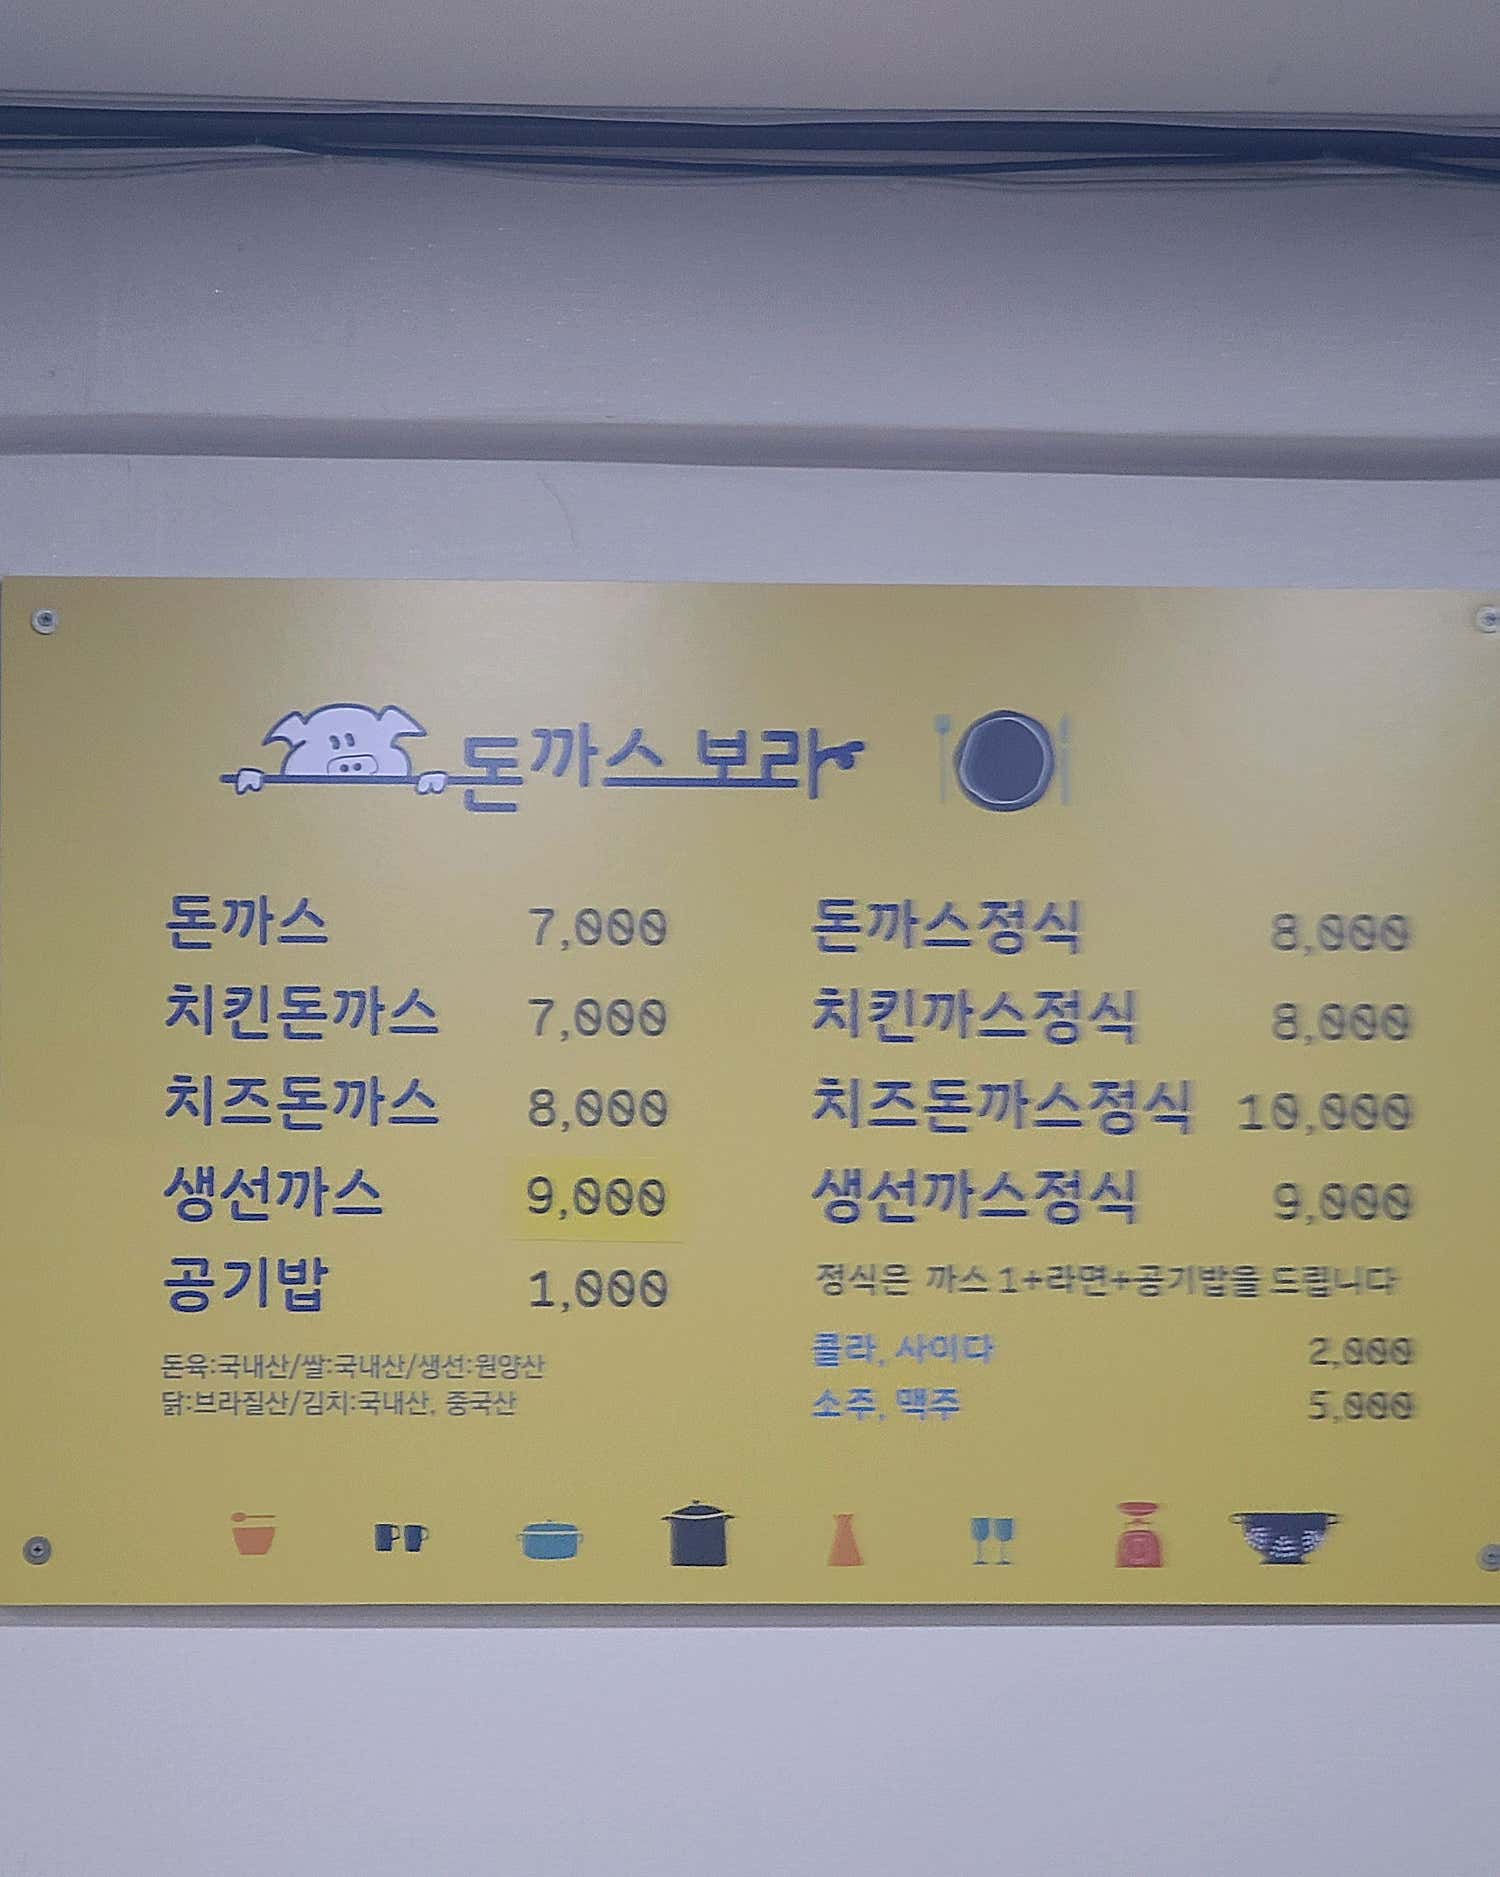 돈까스 보라
돈까스 7,000
치킨돈까스 7,000
치즈돈까스 8,000
생선까스 9,000
공기밥 1,000
돈육:국내산/쌀:국내산/생선:원양산
닭:브라질산/김치:국내산, 중국산
돈까스정식 8,000
치킨까스정식 8,000
치즈돈까스정식 10,000
생선까스정식 9,000
정식은 까스 1+라면+공기밥을 드립니다
콜라, 사이다 2,000
소주, 맥주 5,000